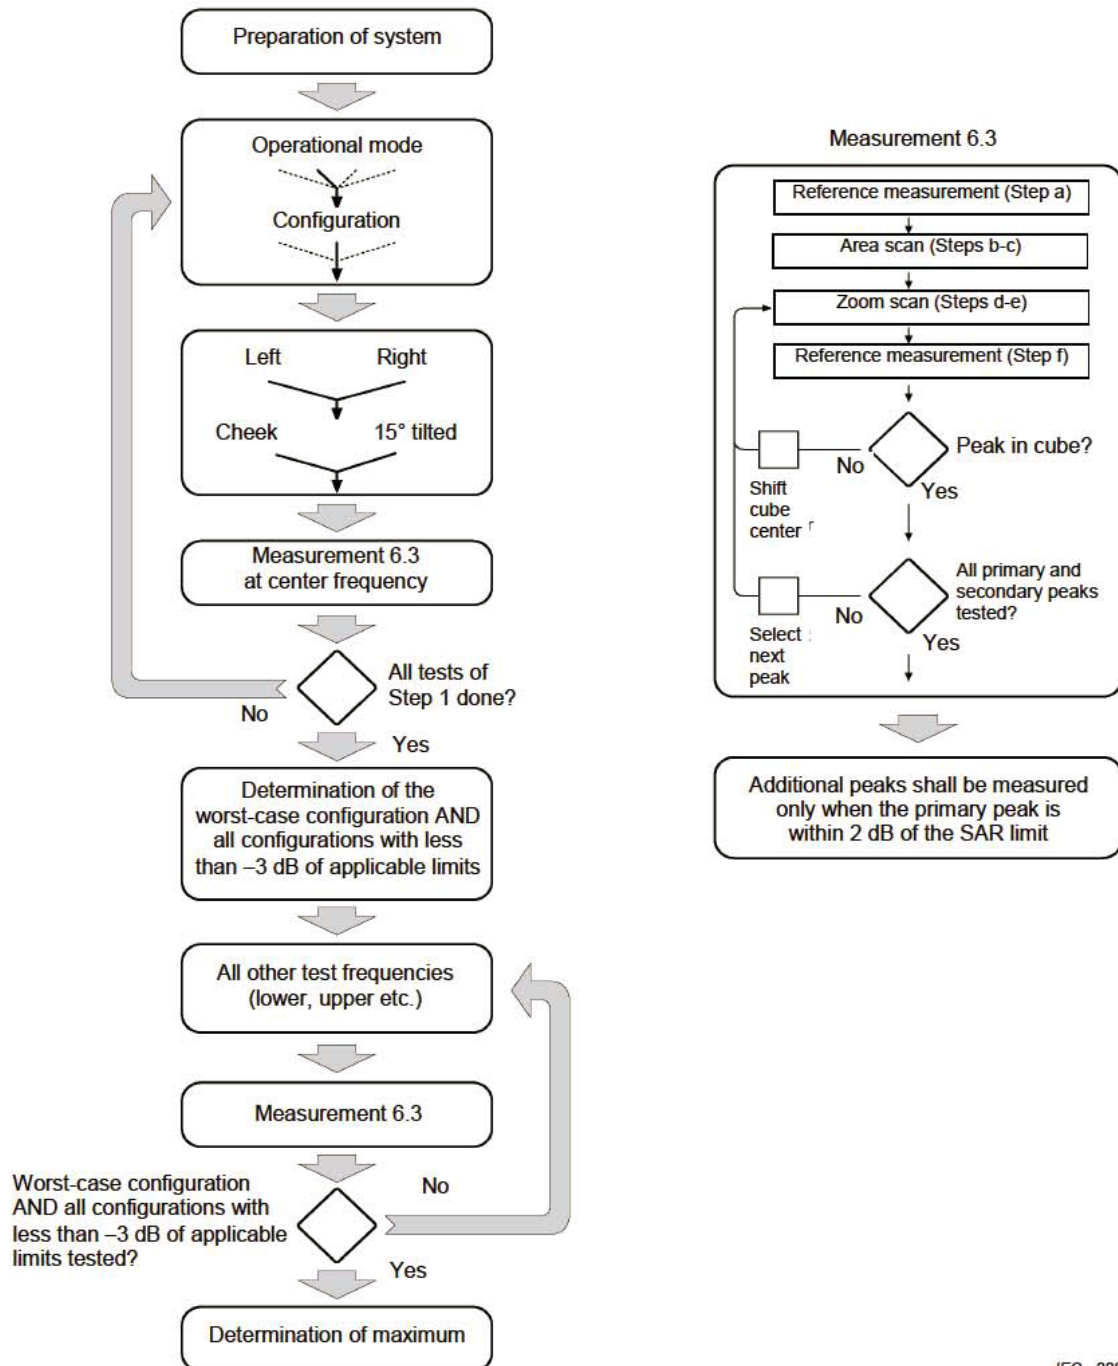 Preparation of system
Operational mode
Configuration
Left Right
Cheek 15° tilted
Measurement 6.3
at center frequency
All tests of
Step 1 done?
No
Yes
Determination of the
worst-case configuration AND
all configurations with less
than –3 dB of applicable limits
All other test frequencies
(lower, upper etc.)
Measurement 6.3
Worst-case configuration
AND all configurations with
less than –3 dB of applicable
limits tested?
No
Yes
Determination of maximum
Measurement 6.3
Reference measurement (Step a)
Area scan (Steps b-c)
Zoom scan (Steps d-e)
Reference measurement (Step f)
Peak in cube?
No
Yes
Shift
cube
center
All primary and
secondary peaks
tested?
No
Yes
Select
next
peak
Additional peaks shall be measured
only when the primary peak is
within 2 dB of the SAR limit